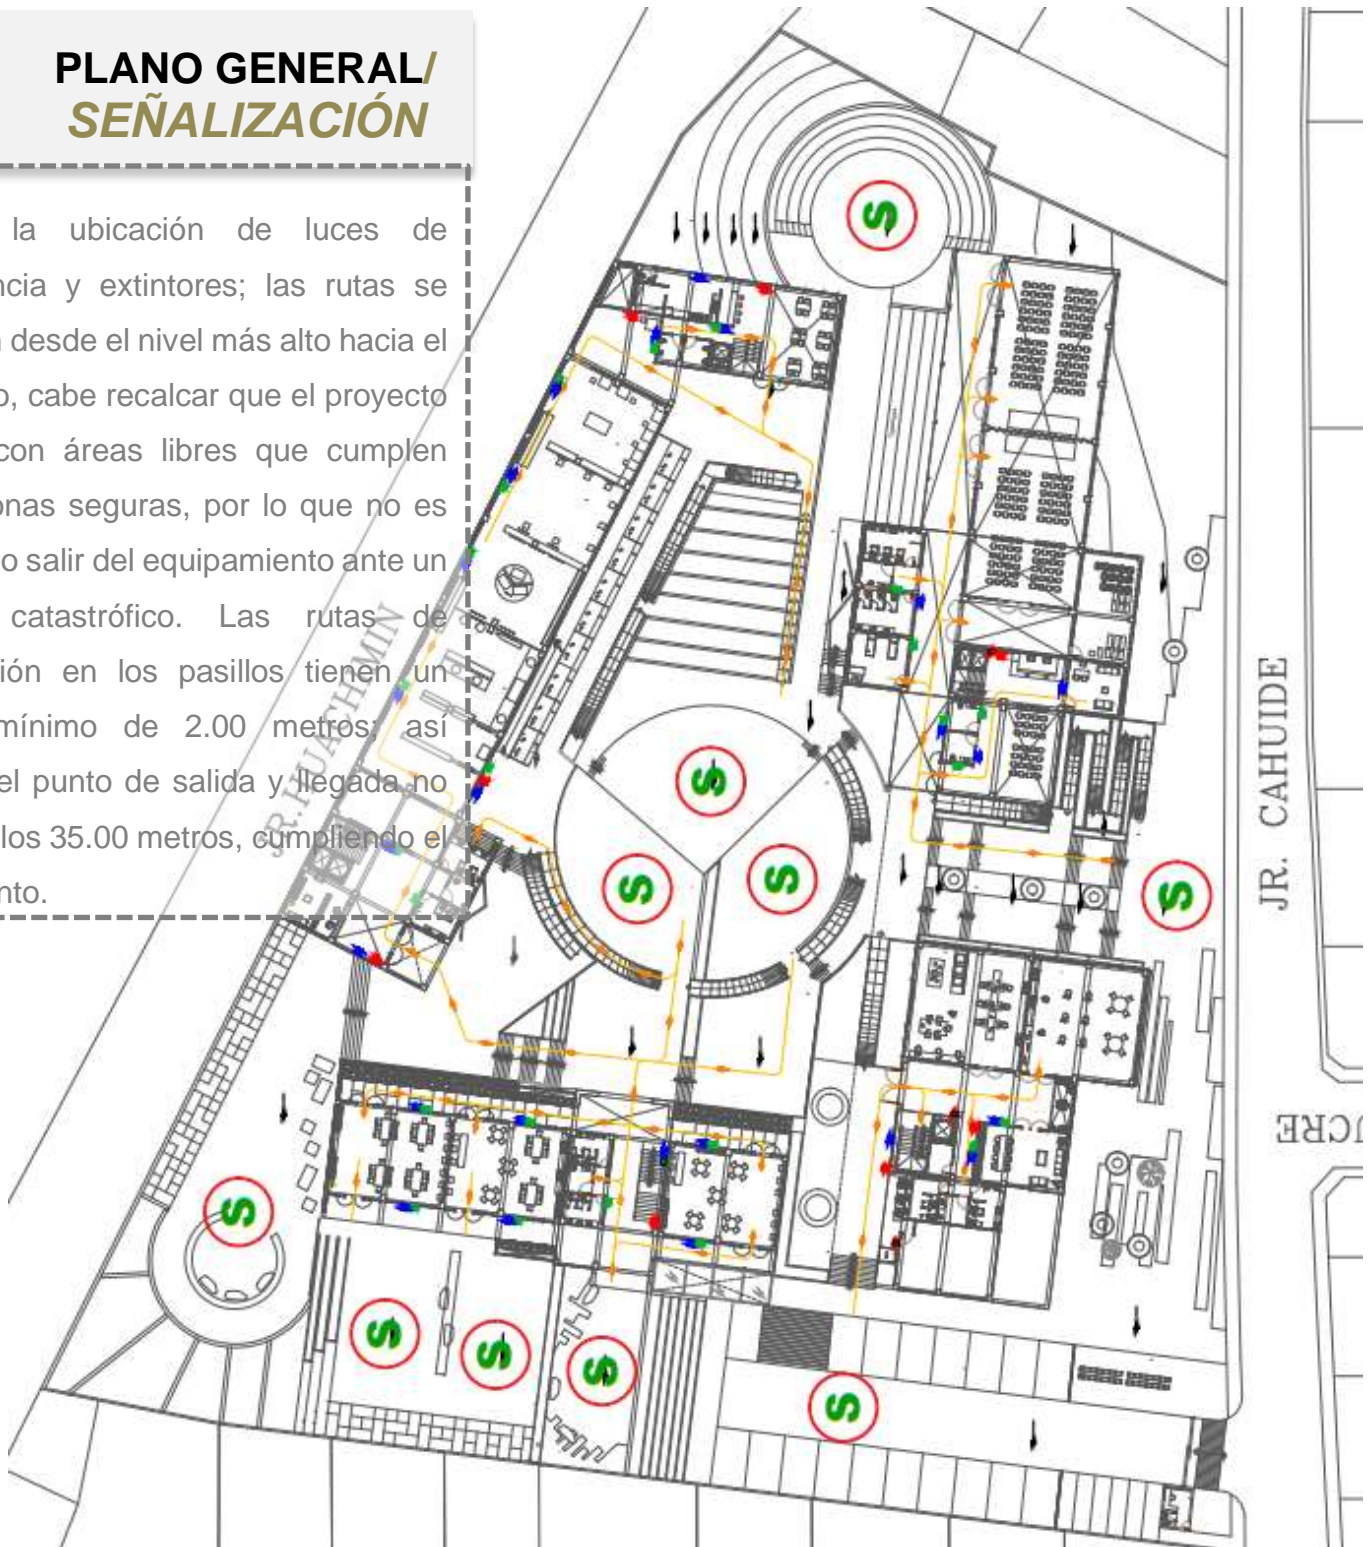 PLANO GENERAL/
SEÑALIZACIÓN
la ubicación de luces de
ncia y extintores; las rutas se
n desde el nivel más alto hacia el
o, cabe recalcar que el proyecto
con áreas libres que cumplen
onas seguras, por lo que no es
o salir del equipamiento ante un
catastrófico. Las rutas de
ión en los pasillos tienen un
mínimo de 2.00 metros; así
el punto de salida y llegada no
los 35.00 metros, cumpliendo el
nto.
JR.HUACHMIN
JR. CAHUIDE
UCRE
S
S
S
S
S
S
S
S
S
S